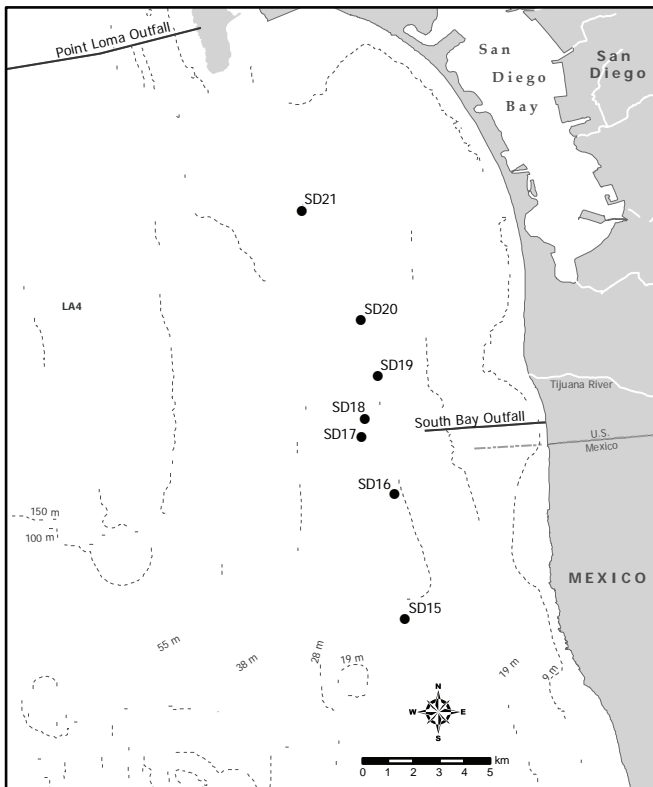 Point Loma Outfall
San
Diego
Bay
San
Diego
SD21
LA4
SD20
SD19
Tijuana River
SD18
South Bay Outfall
SD17
U.S.
Mexico
SD16
150 m
100 m
MEXICO
SD15
55 m
38 m
28 m
19 m
19 m
9 m
N
W
E
S
km
0 1 2 3 4 5